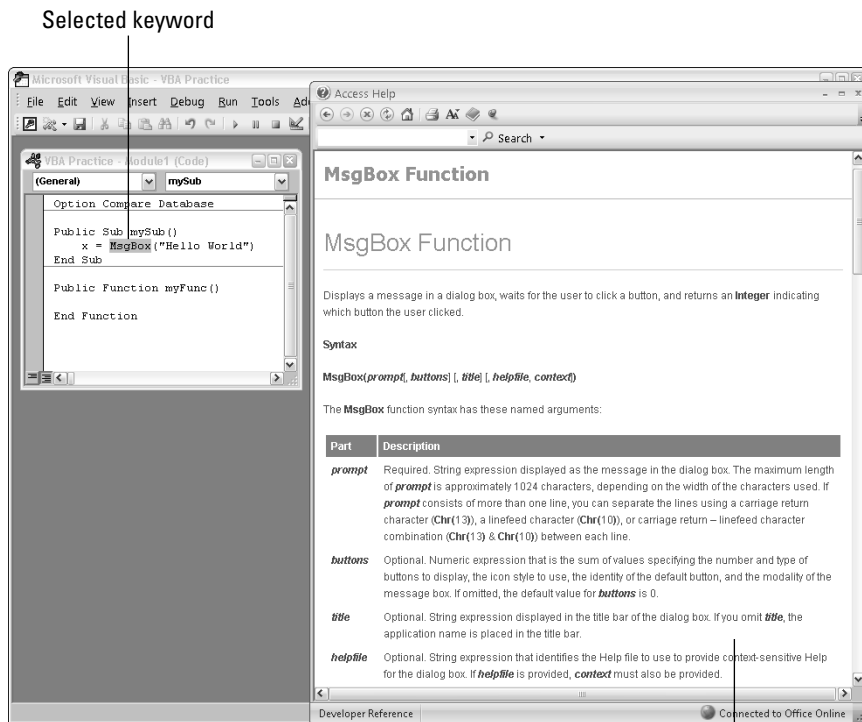 Selected keyword
Microsoft Visual Basic - VBA Practice
File Edit View Insert Debug Run Tools Ad
VBA Practice - Module1 (Code)
(General) mySub
Option Compare Database
Public Sub mySub()
x = MsgBox("Hello World")
End Sub
Public Function myFunc()
End Function
Access Help
Search
MsgBox Function
MsgBox Function
Displays a message in a dialog box, waits for the user to click a button, and returns an Integer indicating
which button the user clicked.
Syntax
MsgBox(prompt[, buttons] [, title] [, helpfile, context])
The MsgBox function syntax has these named arguments:
Part Description
prompt Required. String expression displayed as the message in the dialog box. The maximum length
of prompt is approximately 1024 characters, depending on the width of the characters used. If
prompt consists of more than one line, you can separate the lines using a carriage return
character (Chr(13)), a linefeed character (Chr(10)), or carriage return – linefeed character
combination (Chr(13) & Chr(10)) between each line.
buttons Optional. Numeric expression that is the sum of values specifying the number and type of
buttons to display, the icon style to use, the identity of the default button, and the modality of the
message box. If omitted, the default value for buttons is 0.
title Optional. String expression displayed in the title bar of the dialog box. If you omit title, the
application name is placed in the title bar.
helpfile Optional. String expression that identifies the Help file to use to provide context-sensitive Help
for the dialog box. If helpfile is provided, context must also be provided.
Developer Reference Connected to Office Online